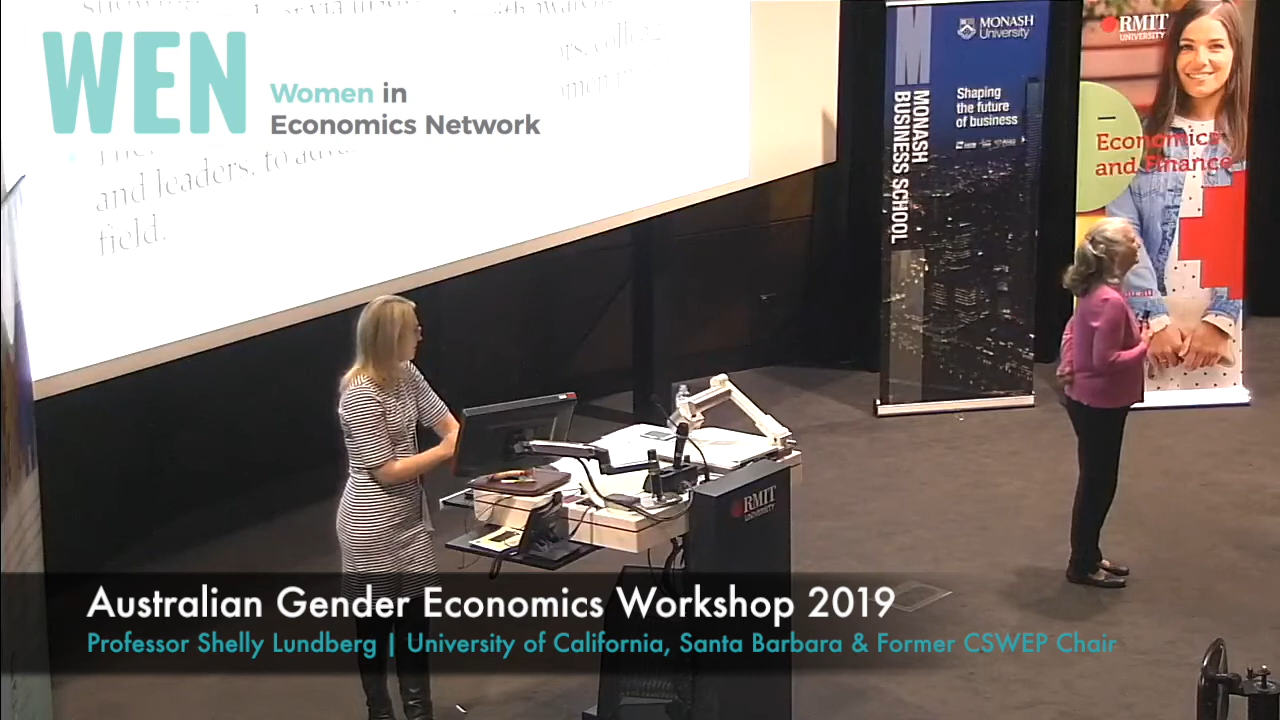 WEN
Women in
Economics Network
and leaders, to
field.
MONASH
University
Shaping
the future
of business
M
MONASH
BUSINESS SCHOOL
RMIT
UNIVERSITY
Economics
and Finance
RMIT
UNIVERSITY
Australian Gender Economics Workshop 2019
Professor Shelly Lundberg | University of California, Santa Barbara & Former CSWEP Chair